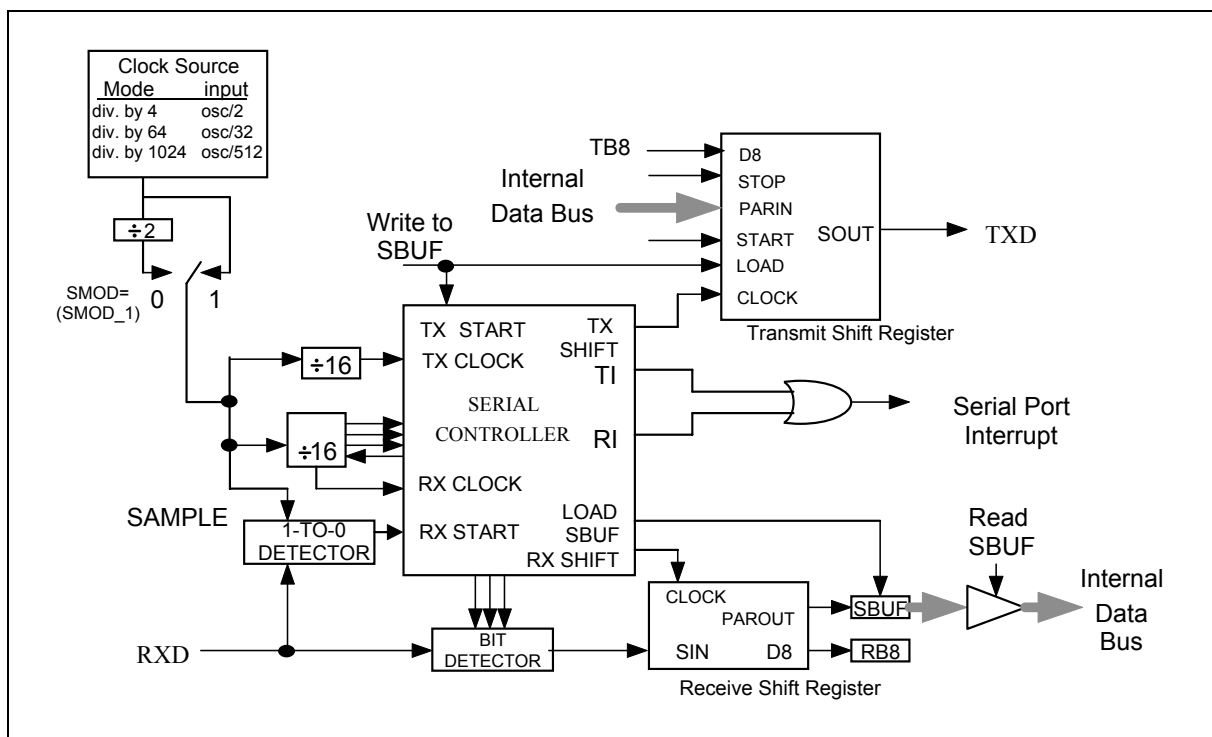 Clock Source
Mode input
div. by 4 osc/2
div. by 64 osc/32
div. by 1024 osc/512
÷2
SMOD=
(SMOD_1)
0 1
TB8
Internal
Data Bus
Write to
SBUF
D8
STOP
PARIN
START
LOAD
CLOCK
SOUT
TXD
Transmit Shift Register
÷16
÷16
TX START
TX CLOCK
SERIAL
CONTROLLER
RX CLOCK
RX START
TX
SHIFT
TI
RI
LOAD
SBUF
RX SHIFT
Serial Port
Interrupt
SAMPLE
1-TO-0
DETECTOR
RXD
BIT
DETECTOR
CLOCK
PAROUT
SIN D8
Receive Shift Register
SBUF
RB8
Read
SBUF
Internal
Data
Bus